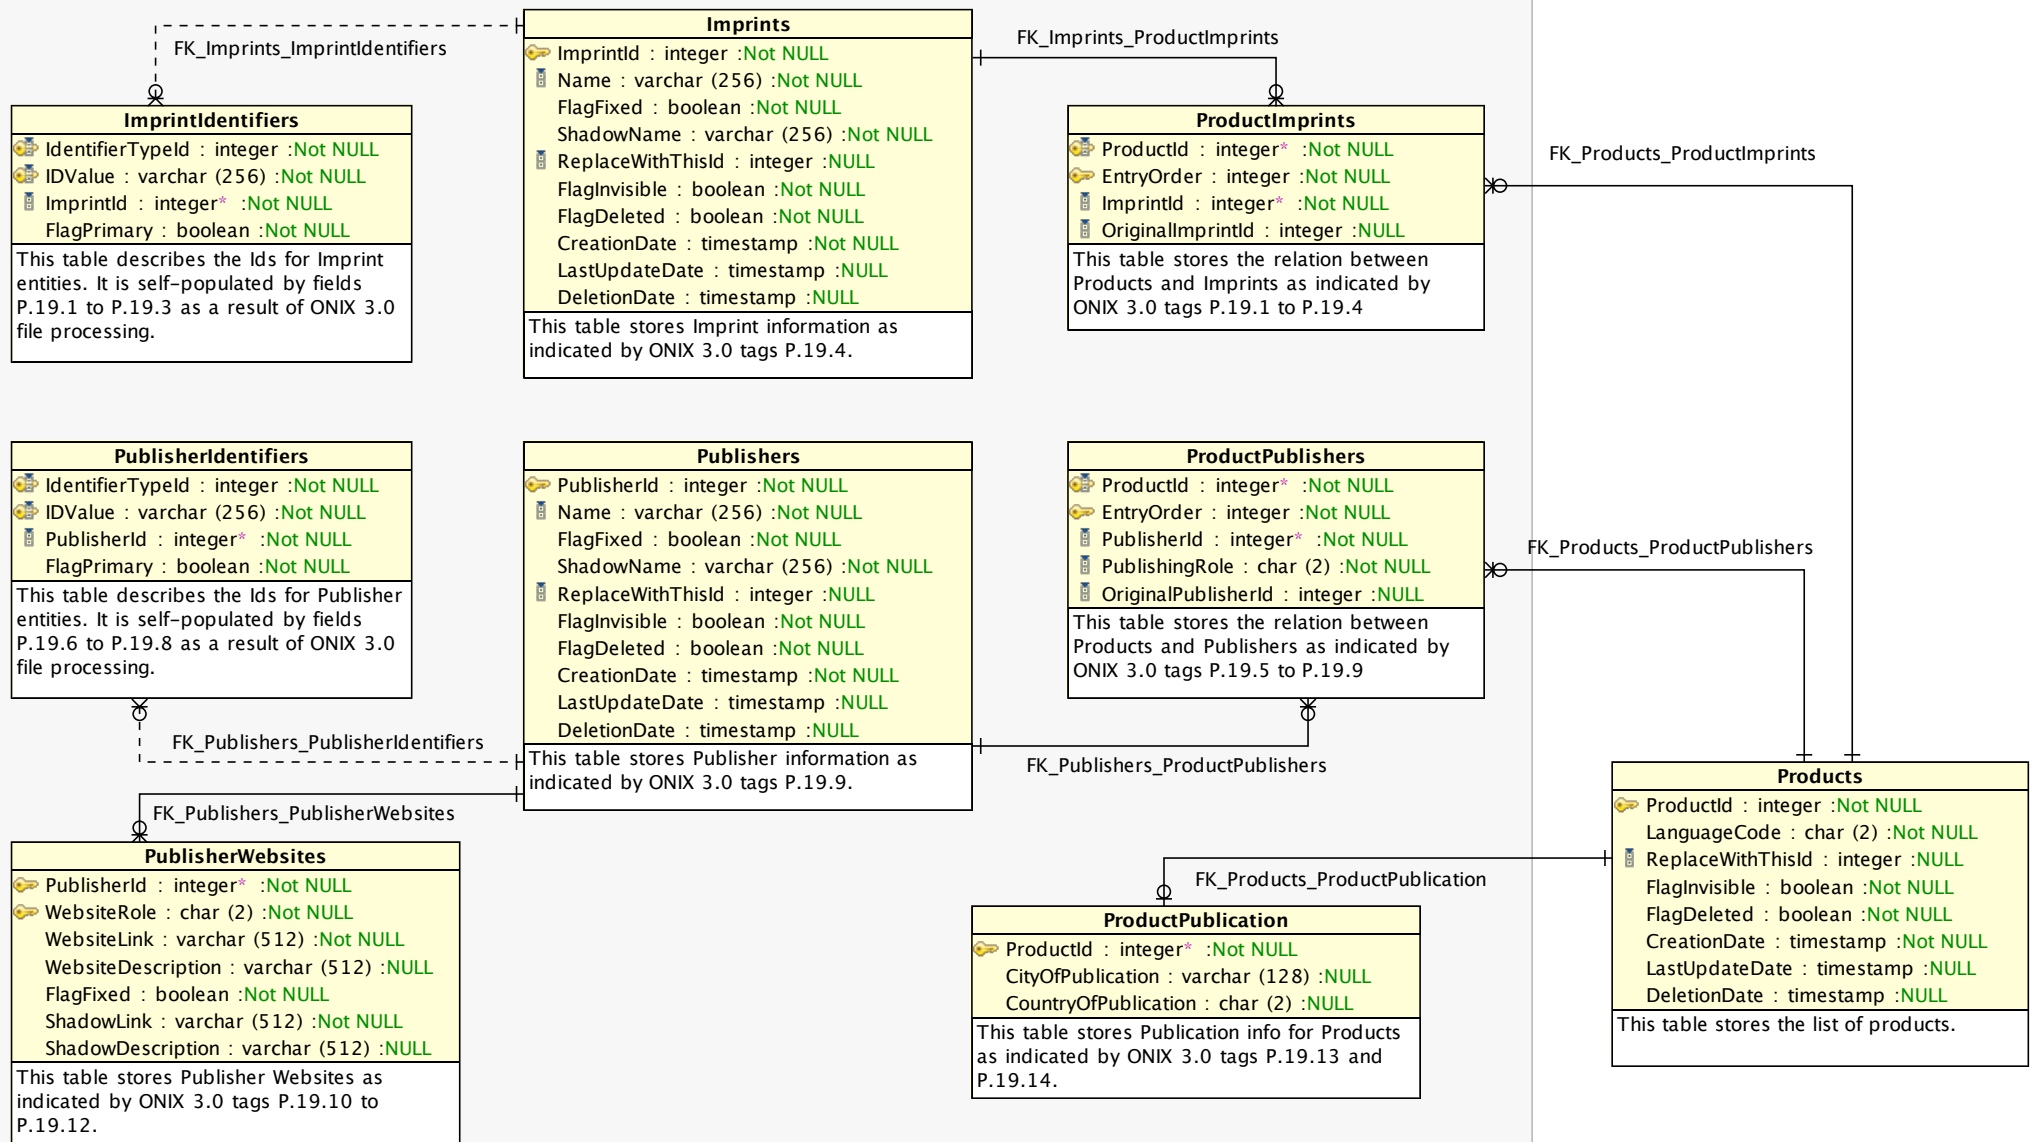 FK_Imprints_ImprintIdentifiers
Imprints
ImprintId : integer :Not NULL
Name : varchar (256) :Not NULL
FlagFixed : boolean :Not NULL
ShadowName : varchar (256) :Not NULL
ReplaceWithThisId : integer :NULL
FlagInvisible : boolean :Not NULL
FlagDeleted : boolean :Not NULL
CreationDate : timestamp :Not NULL
LastUpdateDate : timestamp :NULL
DeletionDate : timestamp :NULL
This table stores Imprint information as
indicated by ONIX 3.0 tags P.19.4.
FK_Imprints_ProductImprints
ImprintIdentifiers
IdentifierTypeId : integer :Not NULL
IDValue : varchar (256) :Not NULL
ImprintId : integer* :Not NULL
FlagPrimary : boolean :Not NULL
This table describes the Ids for Imprint
entities. It is self-populated by fields
P.19.1 to P.19.3 as a result of ONIX 3.0
file processing.
ProductImprints
ProductId : integer* :Not NULL
EntryOrder : integer :Not NULL
ImprintId : integer* :Not NULL
OriginalImprintId : integer :NULL
This table stores the relation between
Products and Imprints as indicated by
ONIX 3.0 tags P.19.1 to P.19.4
FK_Products_ProductImprints
PublisherIdentifiers
IdentifierTypeId : integer :Not NULL
IDValue : varchar (256) :Not NULL
PublisherId : integer* :Not NULL
FlagPrimary : boolean :Not NULL
This table describes the Ids for Publisher
entities. It is self-populated by fields
P.19.6 to P.19.8 as a result of ONIX 3.0
file processing.
Publishers
PublisherId : integer :Not NULL
Name : varchar (256) :Not NULL
FlagFixed : boolean :Not NULL
ShadowName : varchar (256) :Not NULL
ReplaceWithThisId : integer :NULL
FlagInvisible : boolean :Not NULL
FlagDeleted : boolean :Not NULL
CreationDate : timestamp :Not NULL
LastUpdateDate : timestamp :NULL
DeletionDate : timestamp :NULL
This table stores Publisher information as
indicated by ONIX 3.0 tags P.19.9.
ProductPublishers
ProductId : integer* :Not NULL
EntryOrder : integer :Not NULL
PublisherId : integer* :Not NULL
PublishingRole : char (2) :Not NULL
OriginalPublisherId : integer :NULL
This table stores the relation between
Products and Publishers as indicated by
ONIX 3.0 tags P.19.5 to P.19.9
FK_Products_ProductPublishers
FK_Publishers_PublisherIdentifiers
FK_Publishers_ProductPublishers
FK_Publishers_PublisherWebsites
PublisherWebsites
PublisherId : integer* :Not NULL
WebsiteRole : char (2) :Not NULL
WebsiteLink : varchar (512) :Not NULL
WebsiteDescription : varchar (512) :NULL
FlagFixed : boolean :Not NULL
ShadowLink : varchar (512) :Not NULL
ShadowDescription : varchar (512) :NULL
This table stores Publisher Websites as
indicated by ONIX 3.0 tags P.19.10 to
P.19.12.
FK_Products_ProductPublication
ProductPublication
ProductId : integer* :Not NULL
CityOfPublication : varchar (128) :NULL
CountryOfPublication : char (2) :NULL
This table stores Publication info for Products
as indicated by ONIX 3.0 tags P.19.13 and
P.19.14.
Products
ProductId : integer :Not NULL
LanguageCode : char (2) :Not NULL
ReplaceWithThisId : integer :NULL
FlagInvisible : boolean :Not NULL
FlagDeleted : boolean :Not NULL
CreationDate : timestamp :Not NULL
LastUpdateDate : timestamp :NULL
DeletionDate : timestamp :NULL
This table stores the list of products.